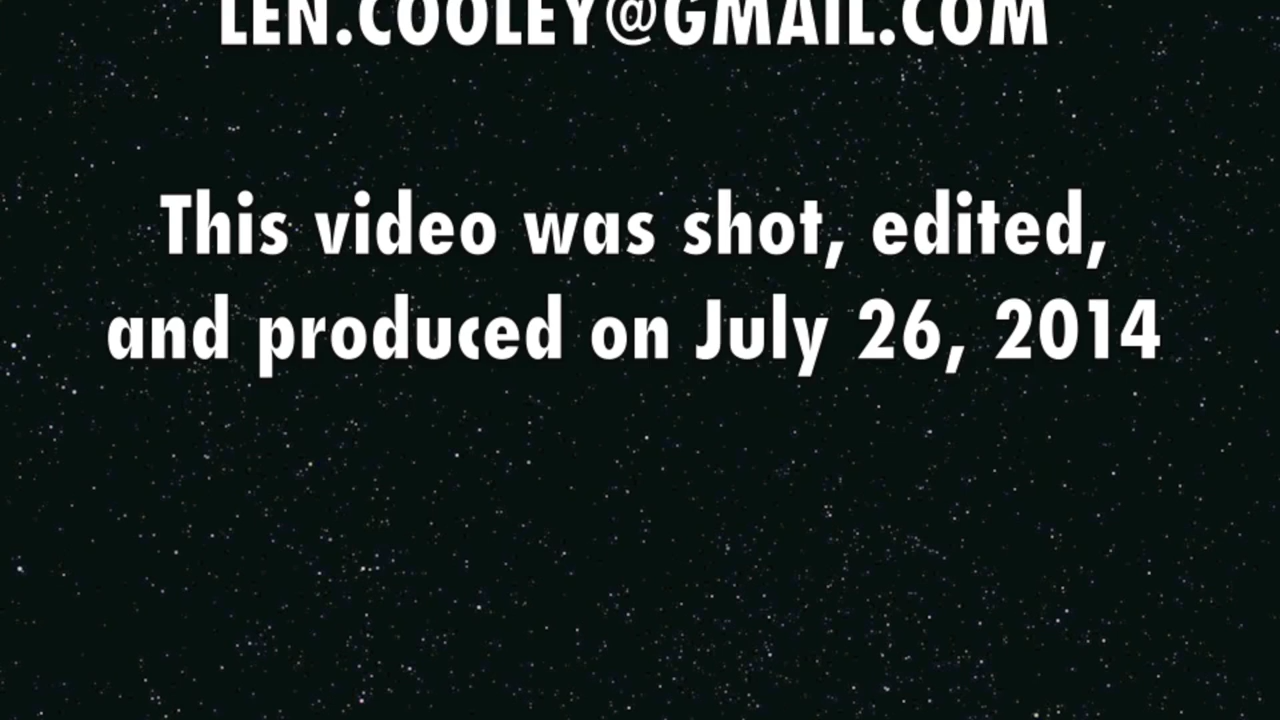 LEN.COOLEY@GMAIL.COM
This video was shot, edited,
and produced on July 26, 2014